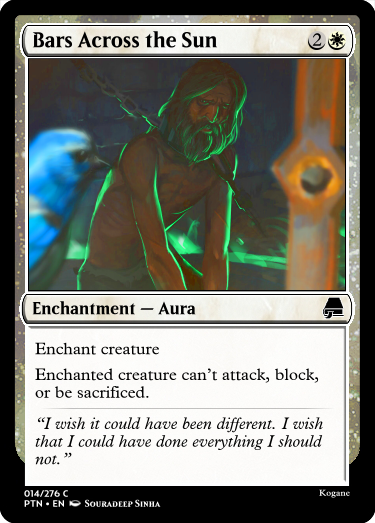 Bars Across the Sun 2
Enchantment — Aura
Enchant creature
Enchanted creature can't attack, block,
or be sacrificed.
“I wish it could have been different. I wish
that I could have done everything I should
not.”
014/276 C Kogane
PTN • EN Souradeep Sinha